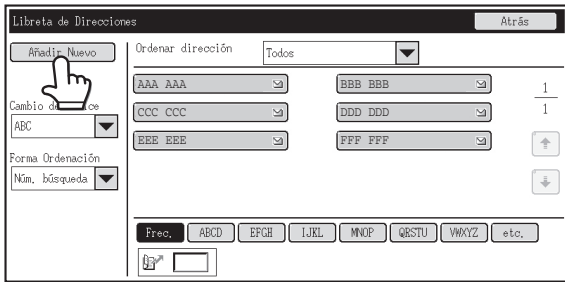 Libreta de Direcciones
Atrás
Añadir Nuevo
Ordenar dirección
Todos
AAA AAA
BBB BBB
1
Cambio de
ice
CCC CCC
DDD DDD
1
ABC
EEE EEE
FFF FFF
Forma Ordenación
Núm. búsqueda
Frec. ABCD EFGH IJKL MNOP QRSTU VWXYZ etc.